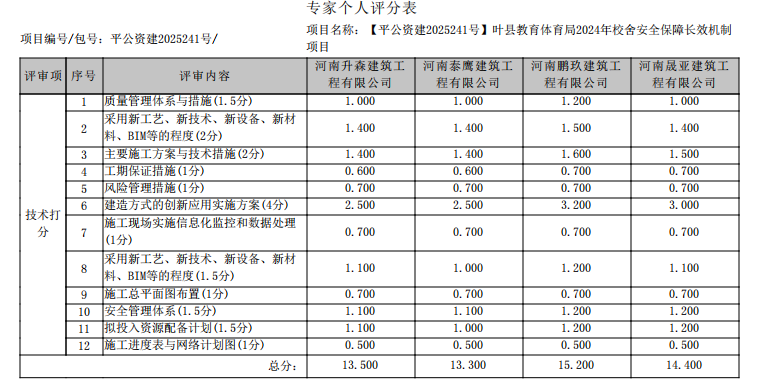 专家个人评分表
项目编号/包号：平公资建2025241号/
项目名称：【平公资建2025241号】叶县教育体育局2024年校舍安全保障长效机制
项目
评审项 序号 评审内容 河南升森建筑工程有限公司 河南泰鹰建筑工程有限公司 河南鹏玖建筑工程有限公司 河南晟亚建筑工程有限公司
技术打分
1 质量管理体系与措施(1.5分) 1.000 1.000 1.200 1.000
2 采用新工艺、新技术、新设备、新材料、BIM等的程度(2分) 1.400 1.400 1.500 1.400
3 主要施工方案与技术措施(2分) 1.400 1.400 1.600 1.500
4 工期保证措施(1分) 0.600 0.600 0.700 0.700
5 风险管理措施(1分) 0.700 0.700 0.700 0.700
6 建造方式的创新应用实施方案(4分) 2.500 2.500 3.200 3.000
7 施工现场实施信息化监控和数据处理(1分) 0.700 0.700 0.700 0.700
8 采用新工艺、新技术、新设备、新材料、BIM等的程度(1.5分) 1.100 1.000 1.200 1.100
9 施工总平面图布置(1分) 0.700 0.700 0.700 0.700
10 安全管理体系(1.5分) 1.100 1.100 1.200 1.200
11 拟投入资源配备计划(1.5分) 1.100 1.000 1.200 1.200
12 施工进度表与网络计划图(1分) 0.500 0.500 0.500 0.500
总分： 13.500 13.300 15.200 14.400